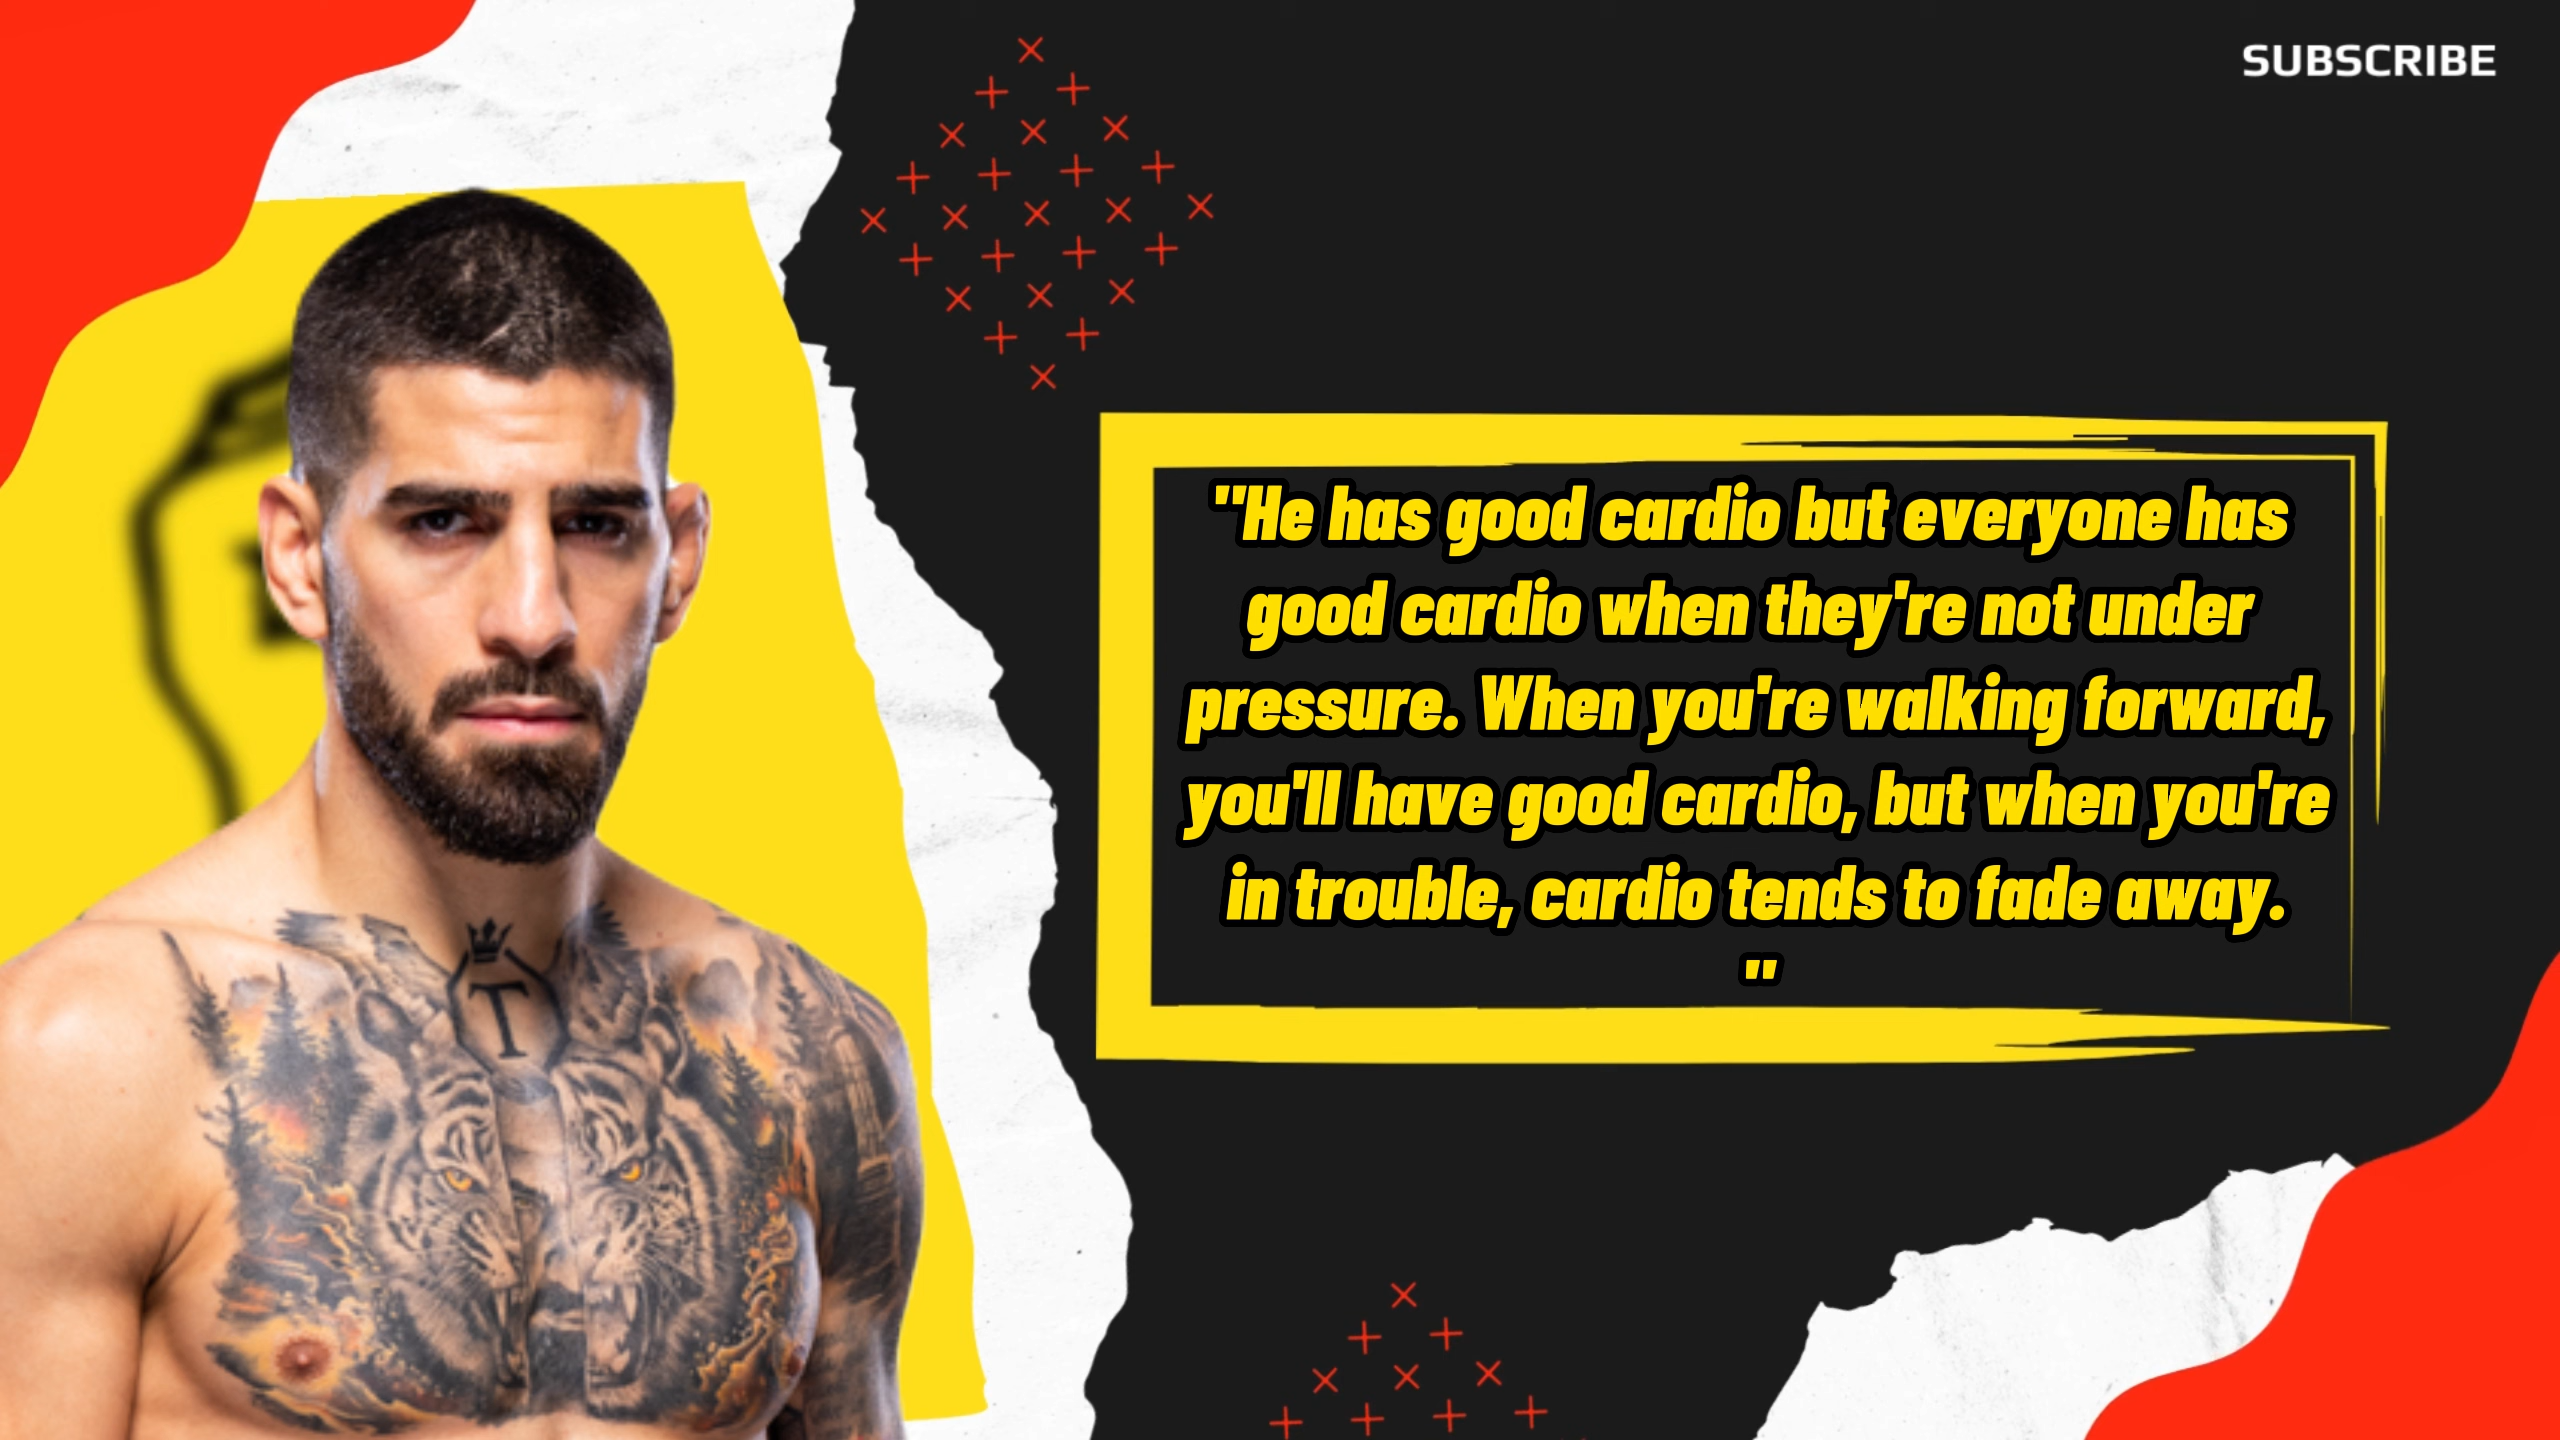 SUBSCRIBE
"He has good cardio but everyone has
good cardio when they're not under
pressure. When you're walking forward,
you'll have good cardio, but when you're
in trouble, cardio tends to fade away.
"
T